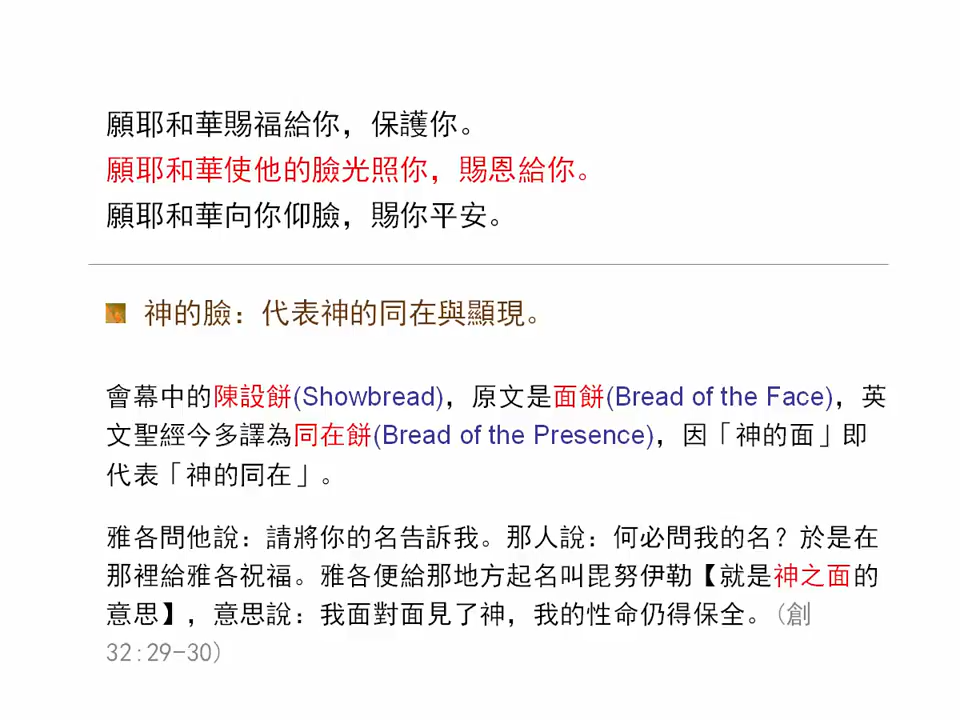 願耶和華賜福給你，保護你。
願耶和華使他的臉光照你，賜恩給你。
願耶和華向你仰臉，賜你平安。
神的臉：代表神的同在與顯現。
會幕中的陳設餅(Showbread)，原文是面餅(Bread of the Face)，英
文聖經今多譯為同在餅(Bread of the Presence)，因「神的面」即
代表「神的同在」。
雅各問他說：請將你的名告訴我。那人說：何必問我的名？於是在
那裡給雅各祝福。雅各便給那地方起名叫毘努伊勒【就是神之面的
意思】，意思說：我面對面見了神，我的性命仍得保全。(創
32:29-30)